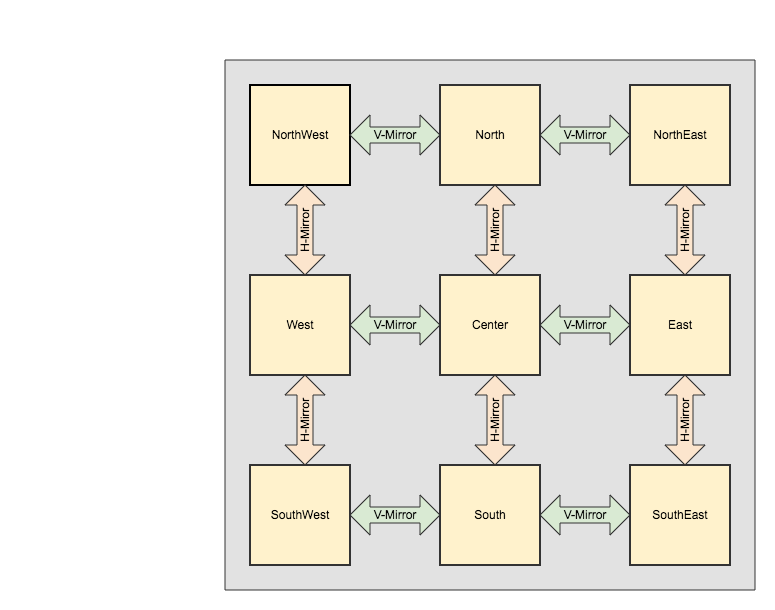 NorthWest
V-Mirror
North
V-Mirror
NorthEast
H-Mirror
H-Mirror
H-Mirror
West
V-Mirror
Center
V-Mirror
East
H-Mirror
H-Mirror
H-Mirror
SouthWest
V-Mirror
South
V-Mirror
SouthEast